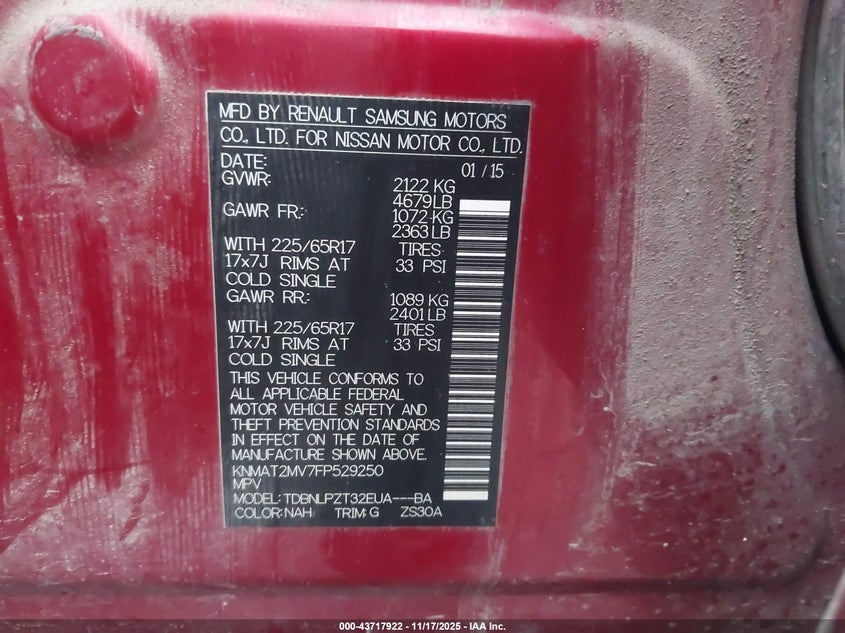 MFD BY RENAULT SAMSUNG MOTORS
CO., LTD. FOR NISSAN MOTOR CO., LTD.
DATE: 01 / 15
GVWR: 2122 KG
4679 LB
GAWR FR: 1072 KG
2363 LB
WITH 225/65R17 TIRES
17x7J RIMS AT 33 PSI
COLD SINGLE
GAWR RR: 1089 KG
2401 LB
WITH 225/65R17 TIRES
17x7J RIMS AT 33 PSI
COLD SINGLE
THIS VEHICLE CONFORMS TO
ALL APPLICABLE FEDERAL
MOTOR VEHICLE SAFETY AND
THEFT PREVENTION STANDARDS
IN EFFECT ON THE DATE OF
MANUFACTURE SHOWN ABOVE.
KNMAT2MV7FP529250
MPV
MODEL: TDBNLPZT32EUA---BA
COLOR: NAH TRIM: G ZS30A
000-43717922 - 11/17/2025 - IAA Inc.